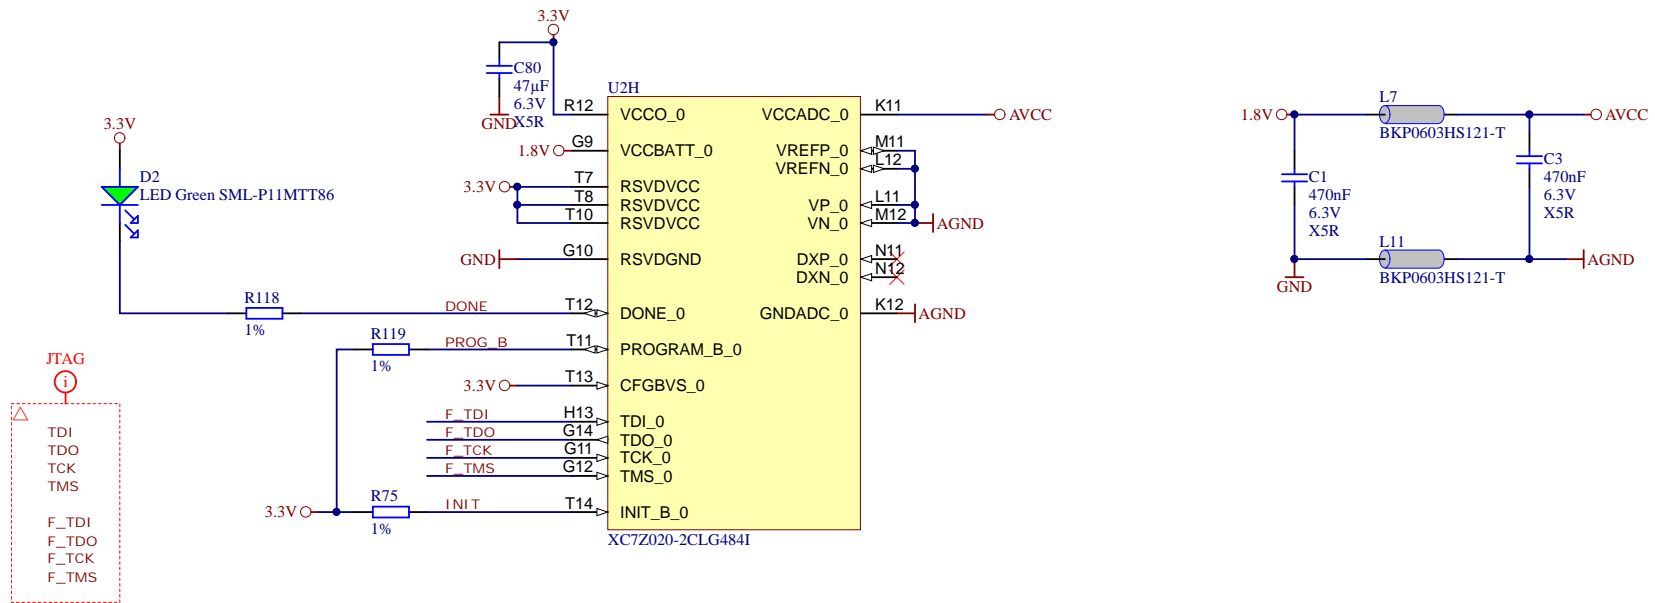 3.3V
C80
47µF
6.3V
X5R
GND
U2H
R12
VCCO_0
1.8V
G9
VCCBATT_0
3.3V
T7
RSVDVCC
T8
RSVDVCC
T10
RSVDVCC
GND
G10
RSVDGND
DONE
T12
DONE_0
PROG_B
T11
PROGRAM_B_0
3.3V
T13
CFGBVS_0
F_TDI
H13
TDI_0
F_TDO
G14
TDO_0
F_TCK
G11
TCK_0
F_TMS
G12
TMS_0
INIT
T14
INIT_B_0
XC7Z020-2CLG484I
VCCADC_0
K11
AVCC
VREFP_0
M11
VREFN_0
L12
VP_0
L11
VN_0
M12
AGND
DXP_0
N11
DXN_0
N12
GNDADC_0
K12
AGND
3.3V
D2
LED Green SML-P11MTT86
R118
1%
R119
1%
3.3V
R75
1%
JTAG
i
TDI
TDO
TCK
TMS
F_TDI
F_TDO
F_TCK
F_TMS
1.8V
L7
BKP0603HS121-T
AVCC
C1
470nF
6.3V
X5R
C3
470nF
6.3V
X5R
L11
BKP0603HS121-T
GND
AGND